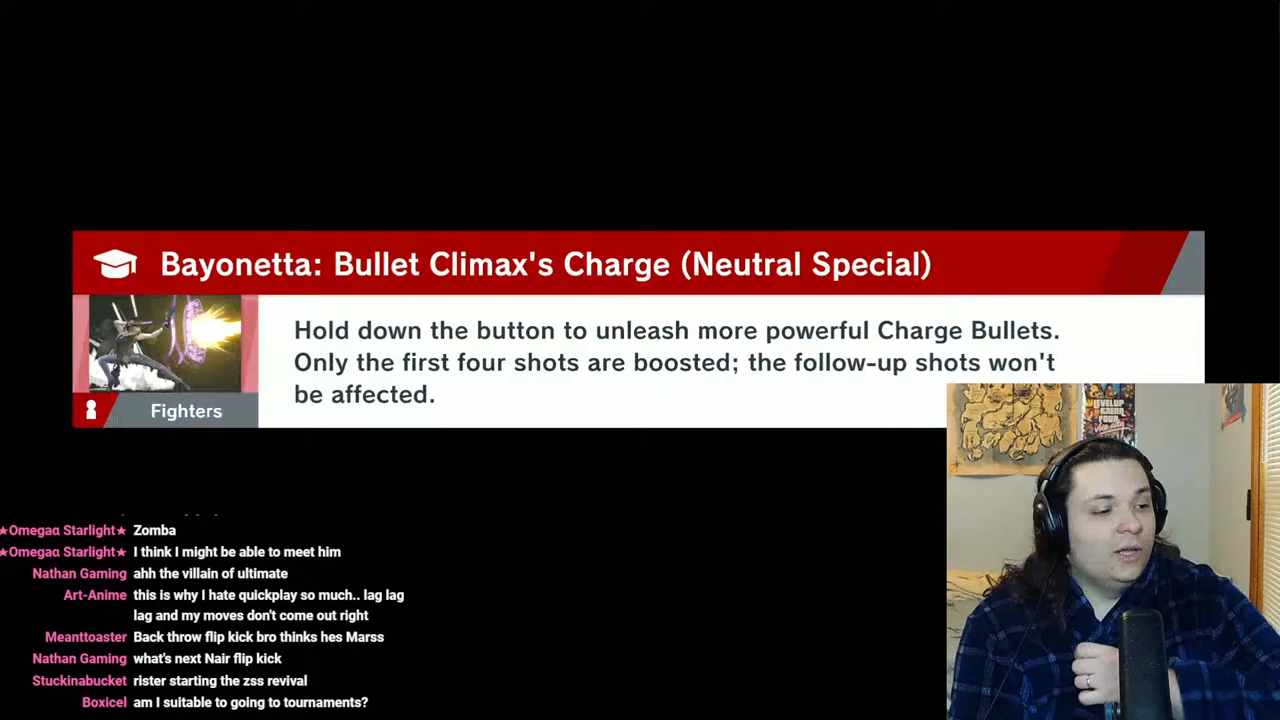 Bayonetta: Bullet Climax's Charge (Neutral Special)
Hold down the button to unleash more powerful Charge Bullets.
Only the first four shots are boosted; the follow-up shots won't
be affected.
Fighters
★Omegaα Starlight★ Zomba
★Omegaα Starlight★ I think I might be able to meet him
Nathan Gaming ahh the villain of ultimate
Art-Anime this is why I hate quickplay so much.. lag lag
lag and my moves don't come out right
Meanttoaster Back throw flip kick bro thinks hes Marss
Nathan Gaming what's next Nair flip kick
Stuckinabucket rister starting the zss revival
Boxicel am I suitable to going to tournaments?
LEVELUP
ARENA
FOUR